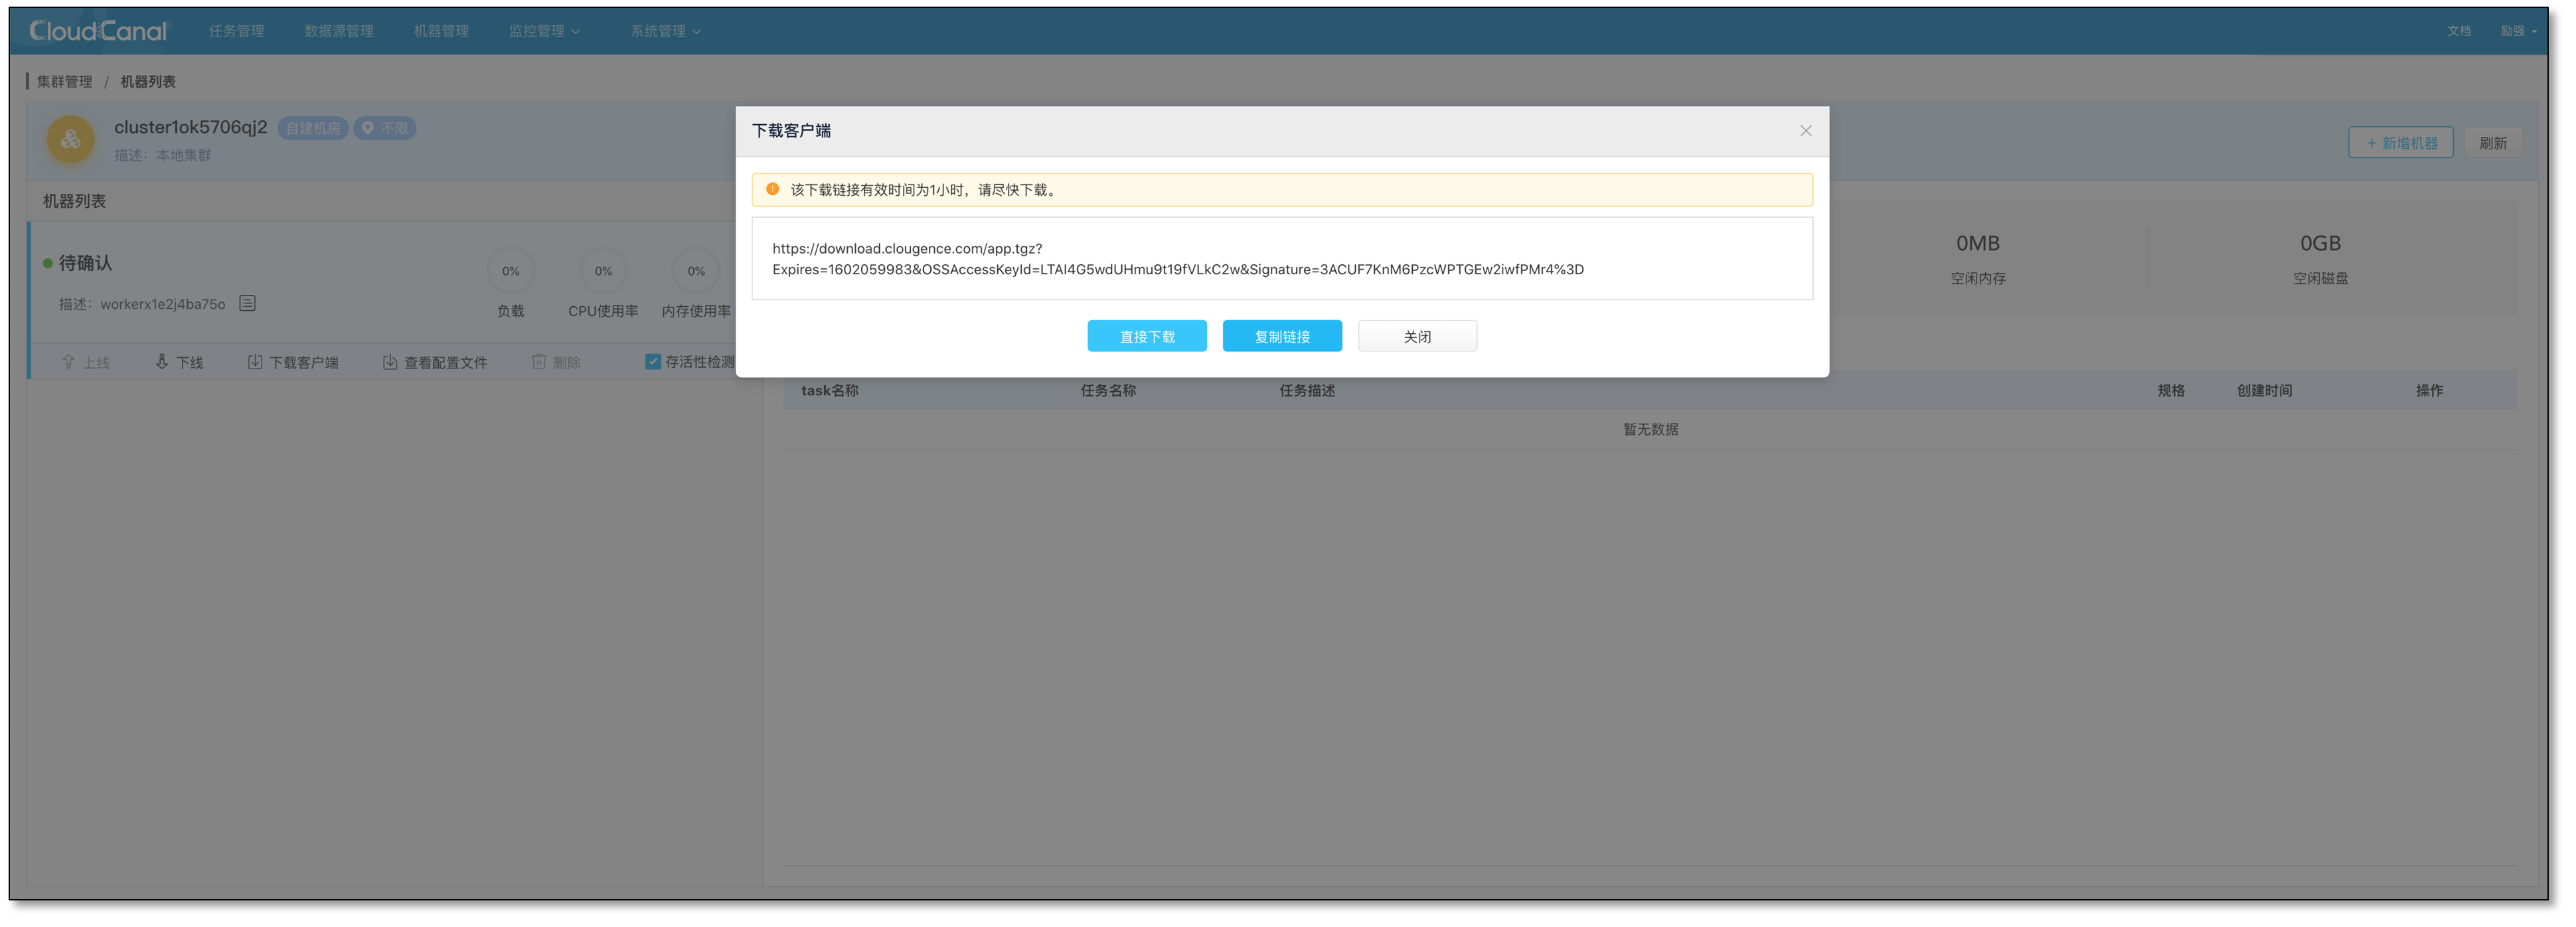 CloudCanal 任务管理 数据源管理 机器管理 监控管理 系统管理 文档 励强
集群管理 / 机器列表
cluster1ok5706qj2 自建机房 不限
描述：本地集群
+ 新增机器 刷新
机器列表
待确认
描述：workerx1e2j4ba75o
0% 0% 0%
负载 CPU使用率 内存使用率
上线 下线 下载客户端 查看配置文件 删除 存活性检测
下载客户端
该下载链接有效时间为1小时，请尽快下载。
https://download.clougence.com/app.tgz?
Expires=1602059983&OSSAccessKeyId=LTAI4G5wdUHmu9t19fVLkC2w&Signature=3ACUF7KnM6PzcWPTGEw2iwfPMr4%3D
直接下载 复制链接 关闭
0MB 0GB
空闲内存 空闲磁盘
task名称 任务名称 任务描述 规格 创建时间 操作
暂无数据